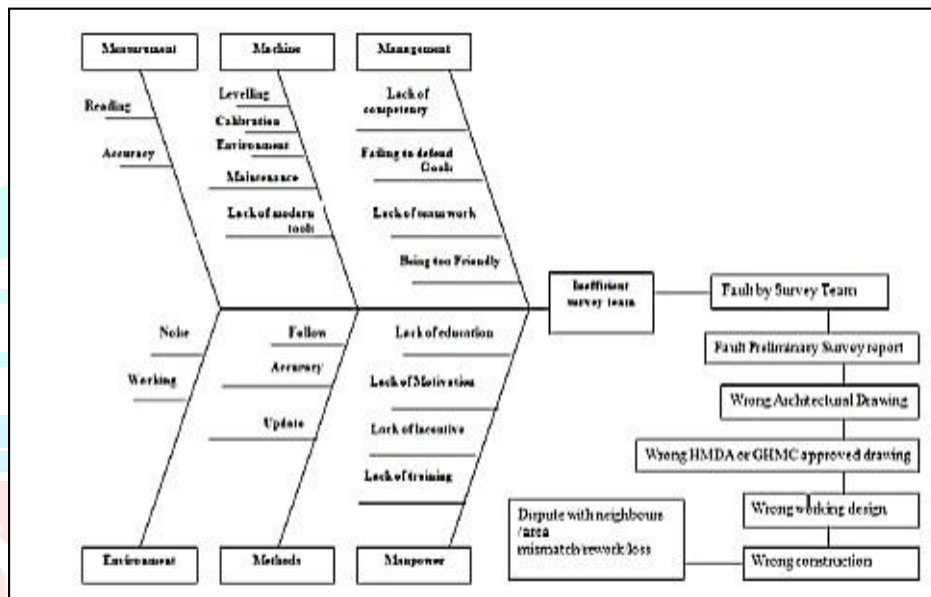 Measurement
Machine
Management
Reading
Accuracy
Levelling
Calibration
Environment
Maintenance
Lack of modern
tools
Lack of
competency
Failing to defend
Goals
Lack of team work
Being too Friendly
Inefficient
survey team
Fault by Survey Team
Fault Preliminary Survey report
Wrong Architectural Drawing
Wrong HMDA or GHMC approved drawing
Wrong working design
Wrong construction
Dispute with neighbours
/area
mismatch/rework/loss
Noise
Working
Follow
Accuracy
Update
Lack of education
Lack of Motivation
Lack of Incentive
Lack of training
Environment
Methods
Manpower